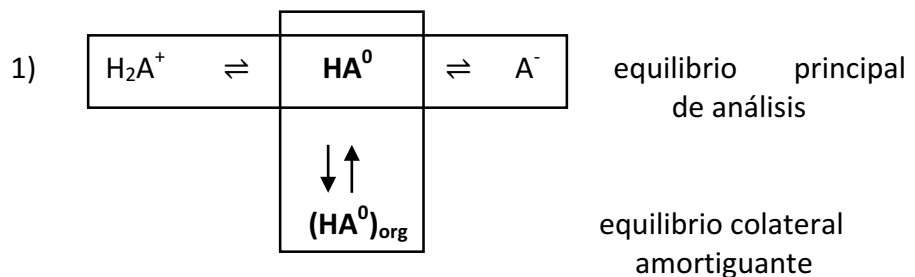 1) H₂A⁺ ⇌ HA⁰ ⇌ A⁻ equilibrio principal
de análisis
(HA⁰)org equilibrio colateral
amortiguante